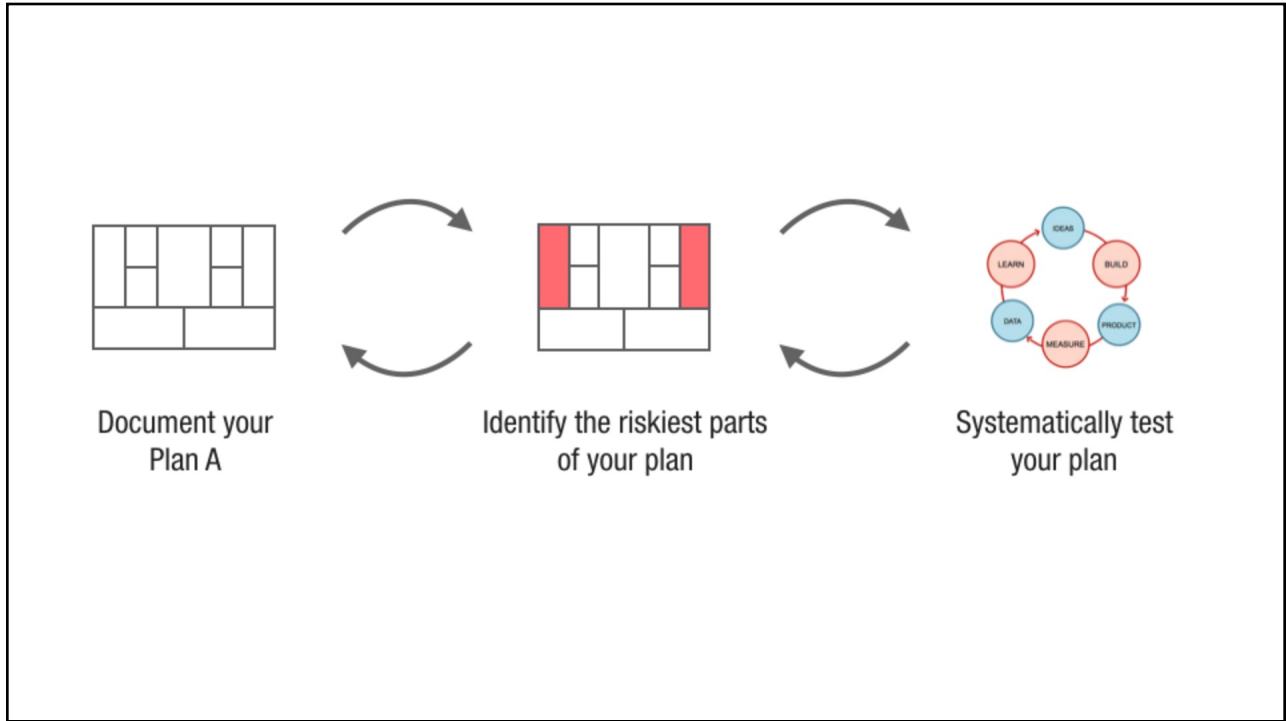 Document your
Plan A
Identify the riskiest parts
of your plan
IDEAS
BUILD
PRODUCT
MEASURE
DATA
LEARN
Systematically test
your plan